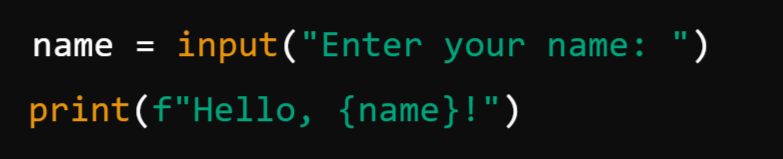 name = input("Enter your name: ")
print(f"Hello, {name}!")